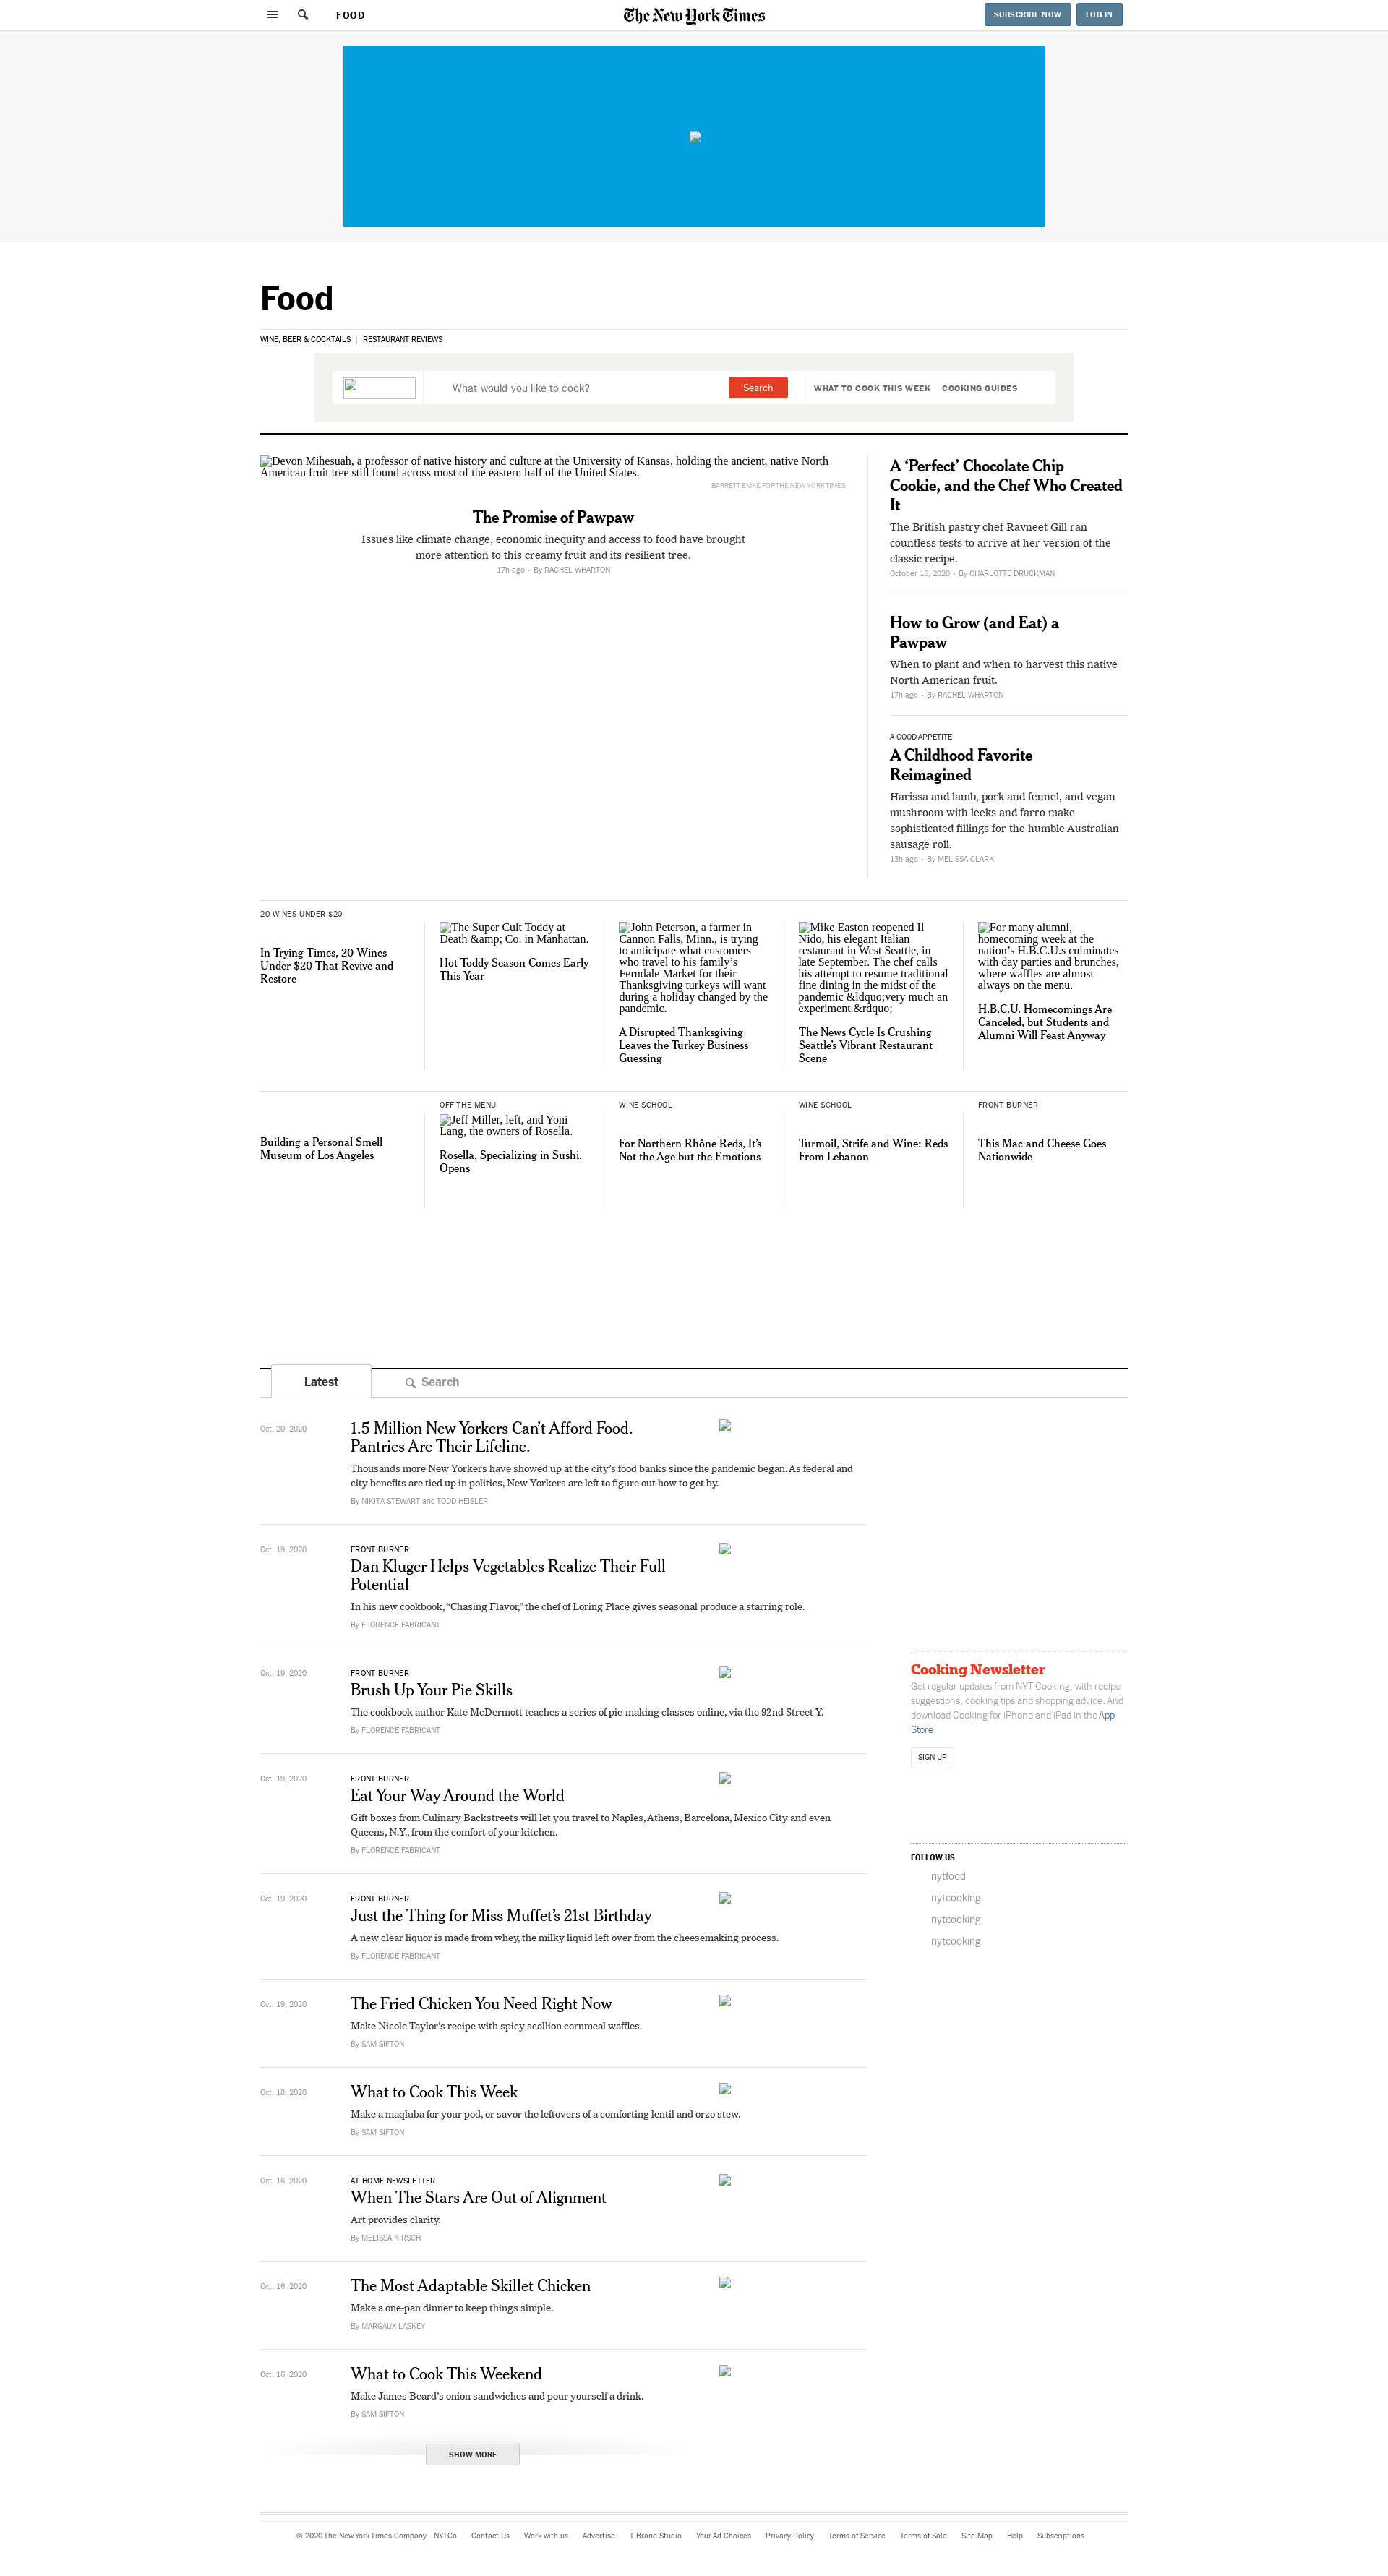 FOOD
The New York Times
SUBSCRIBE NOW
LOG IN
Food
WINE, BEER & COCKTAILS
RESTAURANT REVIEWS
What would you like to cook?
Search
WHAT TO COOK THIS WEEK
COOKING GUIDES
Devon Mihesuah, a professor of native history and culture at the University of Kansas, holding the ancient, native North
American fruit tree still found across most of the eastern half of the United States.
BARRETT EMKE FOR THE NEW YORK TIMES
The Promise of Pawpaw
Issues like climate change, economic inequity and access to food have brought
more attention to this creamy fruit and its resilient tree.
17h ago • By RACHEL WHARTON
A ‘Perfect’ Chocolate Chip
Cookie, and the Chef Who Created
It
The British pastry chef Ravneet Gill ran
countless tests to arrive at her version of the
classic recipe.
October 16, 2020 • By CHARLOTTE DRUCKMAN
How to Grow (and Eat) a
Pawpaw
When to plant and when to harvest this native
North American fruit.
17h ago • By RACHEL WHARTON
A GOOD APPETITE
A Childhood Favorite
Reimagined
Harissa and lamb, pork and fennel, and vegan
mushroom with leeks and farro make
sophisticated fillings for the humble Australian
sausage roll.
13h ago • By MELISSA CLARK
20 WINES UNDER $20
In Trying Times, 20 Wines
Under $20 That Revive and
Restore
The Super Cult Toddy at
Death &amp; Co. in Manhattan.
Hot Toddy Season Comes Early
This Year
John Peterson, a farmer in
Cannon Falls, Minn., is trying
to anticipate what customers
who travel to his family’s
Ferndale Market for their
Thanksgiving turkeys will want
during a holiday changed by the
pandemic.
A Disrupted Thanksgiving
Leaves the Turkey Business
Guessing
Mike Easton reopened Il
Nido, his elegant Italian
restaurant in West Seattle, in
late September. The chef calls
his attempt to resume traditional
fine dining in the midst of the
pandemic &ldquo;very much an
experiment.&rdquo;
The News Cycle Is Crushing
Seattle’s Vibrant Restaurant
Scene
For many alumni,
homecoming week at the
nation’s H.B.C.U.s culminates
with day parties and brunches,
where waffles are almost
always on the menu.
H.B.C.U. Homecomings Are
Canceled, but Students and
Alumni Will Feast Anyway
Building a Personal Smell
Museum of Los Angeles
OFF THE MENU
Jeff Miller, left, and Yoni
Lang, the owners of Rosella.
Rosella, Specializing in Sushi,
Opens
WINE SCHOOL
For Northern Rhône Reds, It’s
Not the Age but the Emotions
WINE SCHOOL
Turmoil, Strife and Wine: Reds
From Lebanon
FRONT BURNER
This Mac and Cheese Goes
Nationwide
Latest
Search
Oct. 20, 2020
1.5 Million New Yorkers Can’t Afford Food.
Pantries Are Their Lifeline.
Thousands more New Yorkers have showed up at the city’s food banks since the pandemic began. As federal and
city benefits are tied up in politics, New Yorkers are left to figure out how to get by.
By NIKITA STEWART and TODD HEISLER
Oct. 19, 2020
FRONT BURNER
Dan Kluger Helps Vegetables Realize Their Full
Potential
In his new cookbook, “Chasing Flavor,” the chef of Loring Place gives seasonal produce a starring role.
By FLORENCE FABRICANT
Oct. 19, 2020
FRONT BURNER
Brush Up Your Pie Skills
The cookbook author Kate McDermott teaches a series of pie-making classes online, via the 92nd Street Y.
By FLORENCE FABRICANT
Oct. 19, 2020
FRONT BURNER
Eat Your Way Around the World
Gift boxes from Culinary Backstreets will let you travel to Naples, Athens, Barcelona, Mexico City and even
Queens, N.Y., from the comfort of your kitchen.
By FLORENCE FABRICANT
Oct. 19, 2020
FRONT BURNER
Just the Thing for Miss Muffet’s 21st Birthday
A new clear liquor is made from whey, the milky liquid left over from the cheesemaking process.
By FLORENCE FABRICANT
Oct. 19, 2020
The Fried Chicken You Need Right Now
Make Nicole Taylor’s recipe with spicy scallion cornmeal waffles.
By SAM SIFTON
Oct. 18, 2020
What to Cook This Week
Make a maqluba for your pod, or savor the leftovers of a comforting lentil and orzo stew.
By SAM SIFTON
Oct. 16, 2020
AT HOME NEWSLETTER
When The Stars Are Out of Alignment
Art provides clarity.
By MELISSA KIRSCH
Oct. 16, 2020
The Most Adaptable Skillet Chicken
Make a one-pan dinner to keep things simple.
By MARGAUX LASKEY
Oct. 16, 2020
What to Cook This Weekend
Make James Beard’s onion sandwiches and pour yourself a drink.
By SAM SIFTON
SHOW MORE
Cooking Newsletter
Get regular updates from NYT Cooking, with recipe
suggestions, cooking tips and shopping advice. And
download Cooking for iPhone and iPad in the App
Store.
SIGN UP
FOLLOW US
nytfood
nytcooking
nytcooking
nytcooking
© 2020 The New York Times Company NYTCo Contact Us Work with us Advertise T Brand Studio Your Ad Choices Privacy Policy Terms of Service Terms of Sale Site Map Help Subscriptions